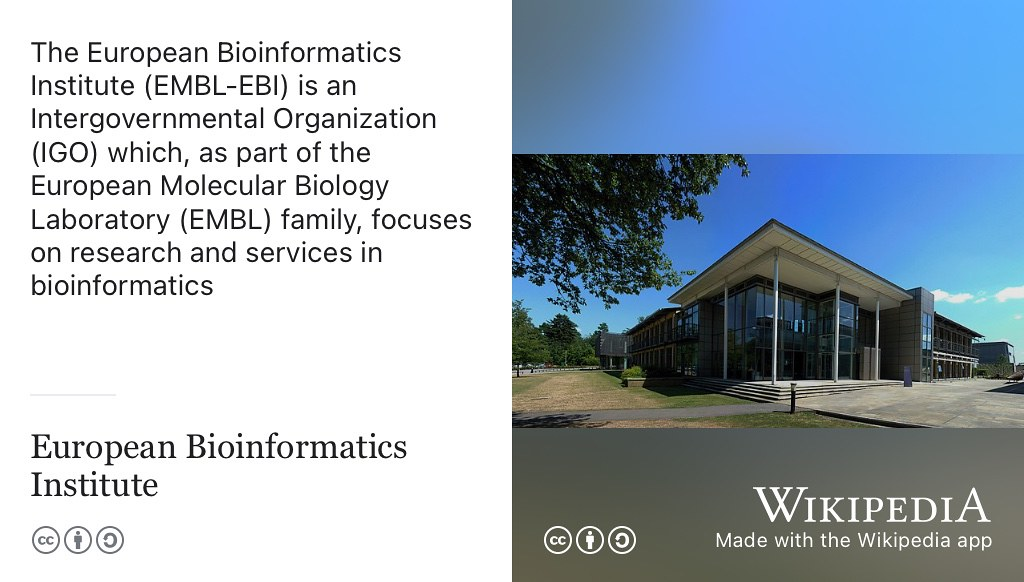 The European Bioinformatics
Institute (EMBL-EBI) is an
Intergovernmental Organization
(IGO) which, as part of the
European Molecular Biology
Laboratory (EMBL) family, focuses
on research and services in
bioinformatics
European Bioinformatics
Institute
cc
cc
WIKIPEDIA
Made with the Wikipedia app